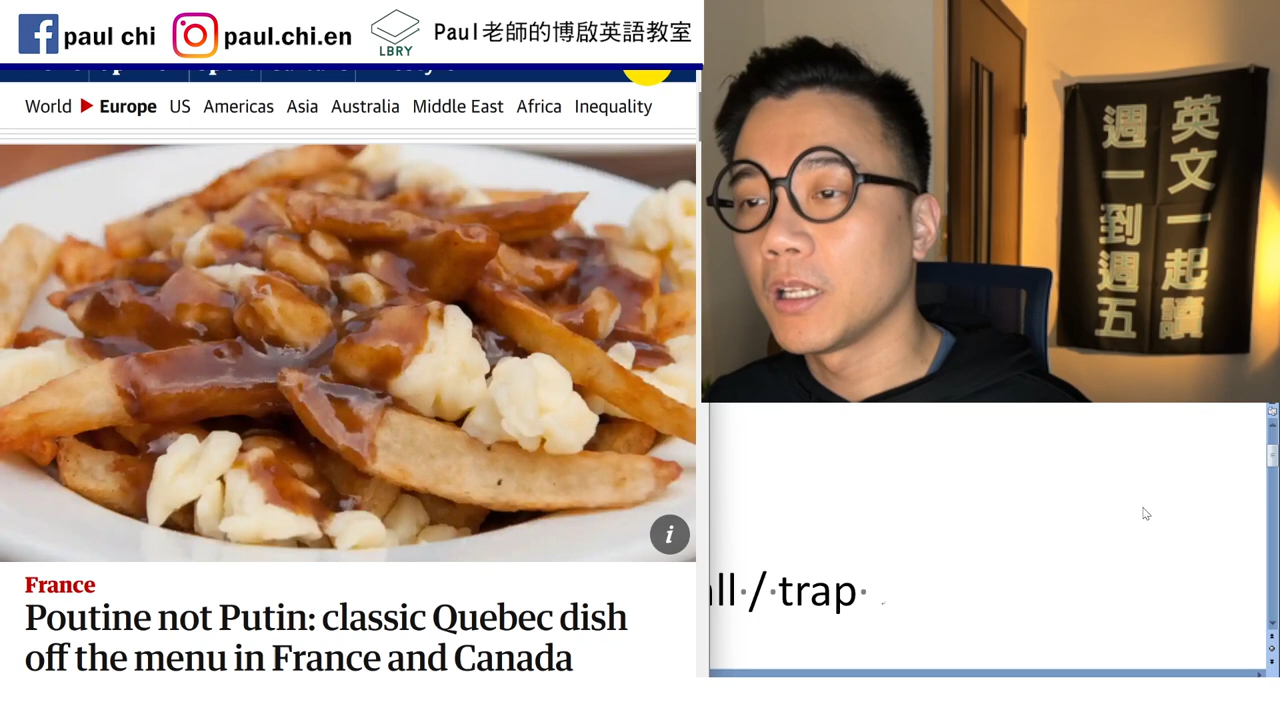 paul chi
paul.chi.en
LBRY
Paul老師的博啟英語教室
World Europe US Americas Asia Australia Middle East Africa Inequality
i
France
Poutine not Putin: classic Quebec dish
off the menu in France and Canada
英文一起讀
週一到週五
/ trap